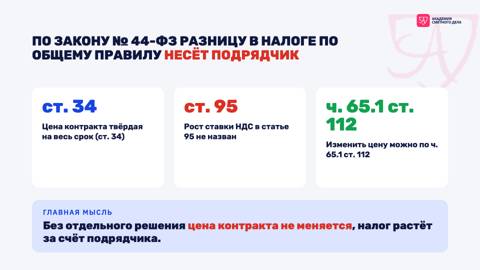 АКАДЕМИЯ
СМЕТНОГО ДЕЛА
ПО ЗАКОНУ № 44-ФЗ РАЗНИЦУ В НАЛОГЕ ПО
ОБЩЕМУ ПРАВИЛУ НЕСЁТ ПОДРЯДЧИК
ст. 34
Цена контракта твёрдая
на весь срок (ст. 34)
ст. 95
Рост ставки НДС в статье
95 не назван
ч. 65.1 ст.
112
Изменить цену можно по ч.
65.1 ст. 112
ГЛАВНАЯ МЫСЛЬ
Без отдельного решения цена контракта не меняется, налог растёт
за счёт подрядчика.